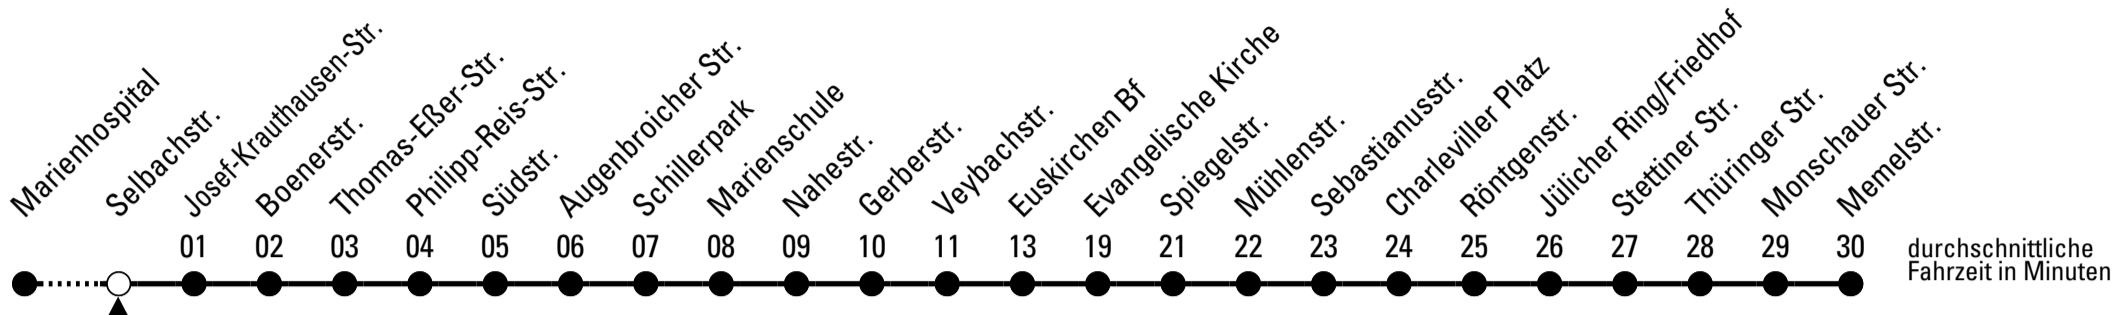 Marienhospital
Selbachstr.
Josef-Krauthausen-Str.
Boenerstr.
Thomas-Eßer-Str.
Philipp-Reis-Str.
Südstr.
Augenbroicher Str.
Schillerpark
Marienschule
Nahestr.
Gerberstr.
Veybachstr.
Euskirchen Bf
Evangelische Kirche
Spiegelstr.
Mühlenstr.
Sebastianusstr.
Charleviller Platz
Röntgenstr.
Jülicher Ring/Friedhof
Stettiner Str.
Thüringer Str.
Monschauer Str.
Memelstr.
01 02 03 04 05 06 07 08 09 10 11 13 19 21 22 23 24 25 26 27 28 29 30
durchschnittliche
Fahrzeit in Minuten